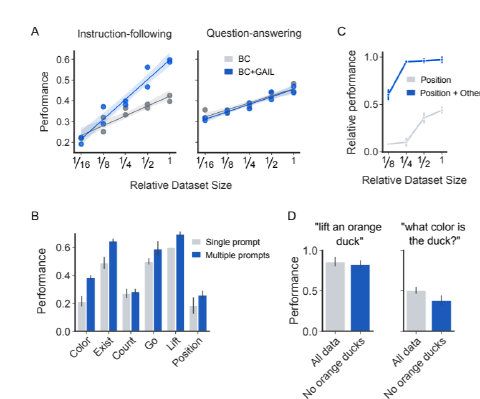 A
Instruction-following
Question-answering
Performance
0.6
0.5
0.4
0.3
0.2
BC
BC+GAIL
1/16
1/8
1/4
1/2
1
1/16
1/8
1/4
1/2
1
Relative Dataset Size
C
Relative performance
1.0
0.5
0.0
Position
Position + Other
1/8
1/4
1/2
1
Relative Dataset Size
B
Performance
0.6
0.4
0.2
0.0
Single prompt
Multiple prompts
Color
Exist
Count
Go
Lift
Position
D
"lift an orange
duck"
"what color is
the duck?"
Performance
1.0
0.5
0.0
All data
No orange ducks
All data
No orange ducks